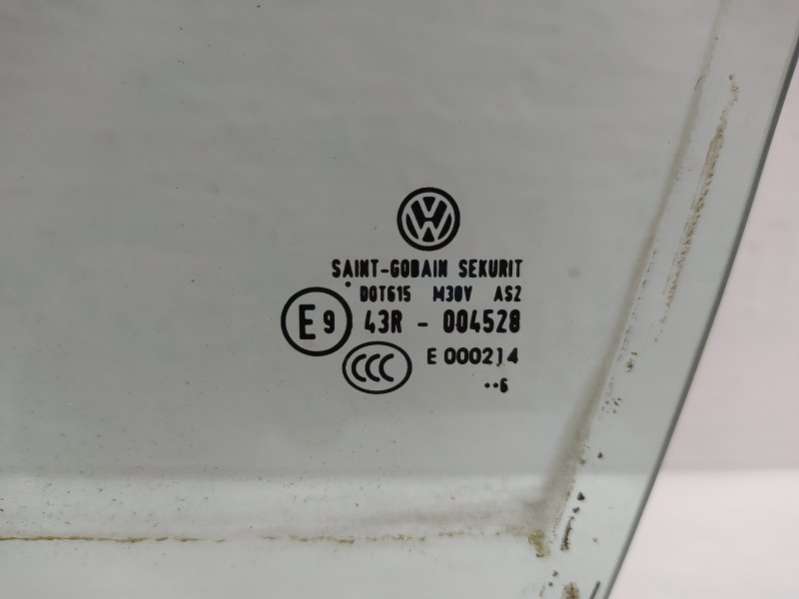 SAINT-GOBAIN SEKURIT
DOT615 M30V AS2
E9 43R - 004528
CCC E 000214
··6